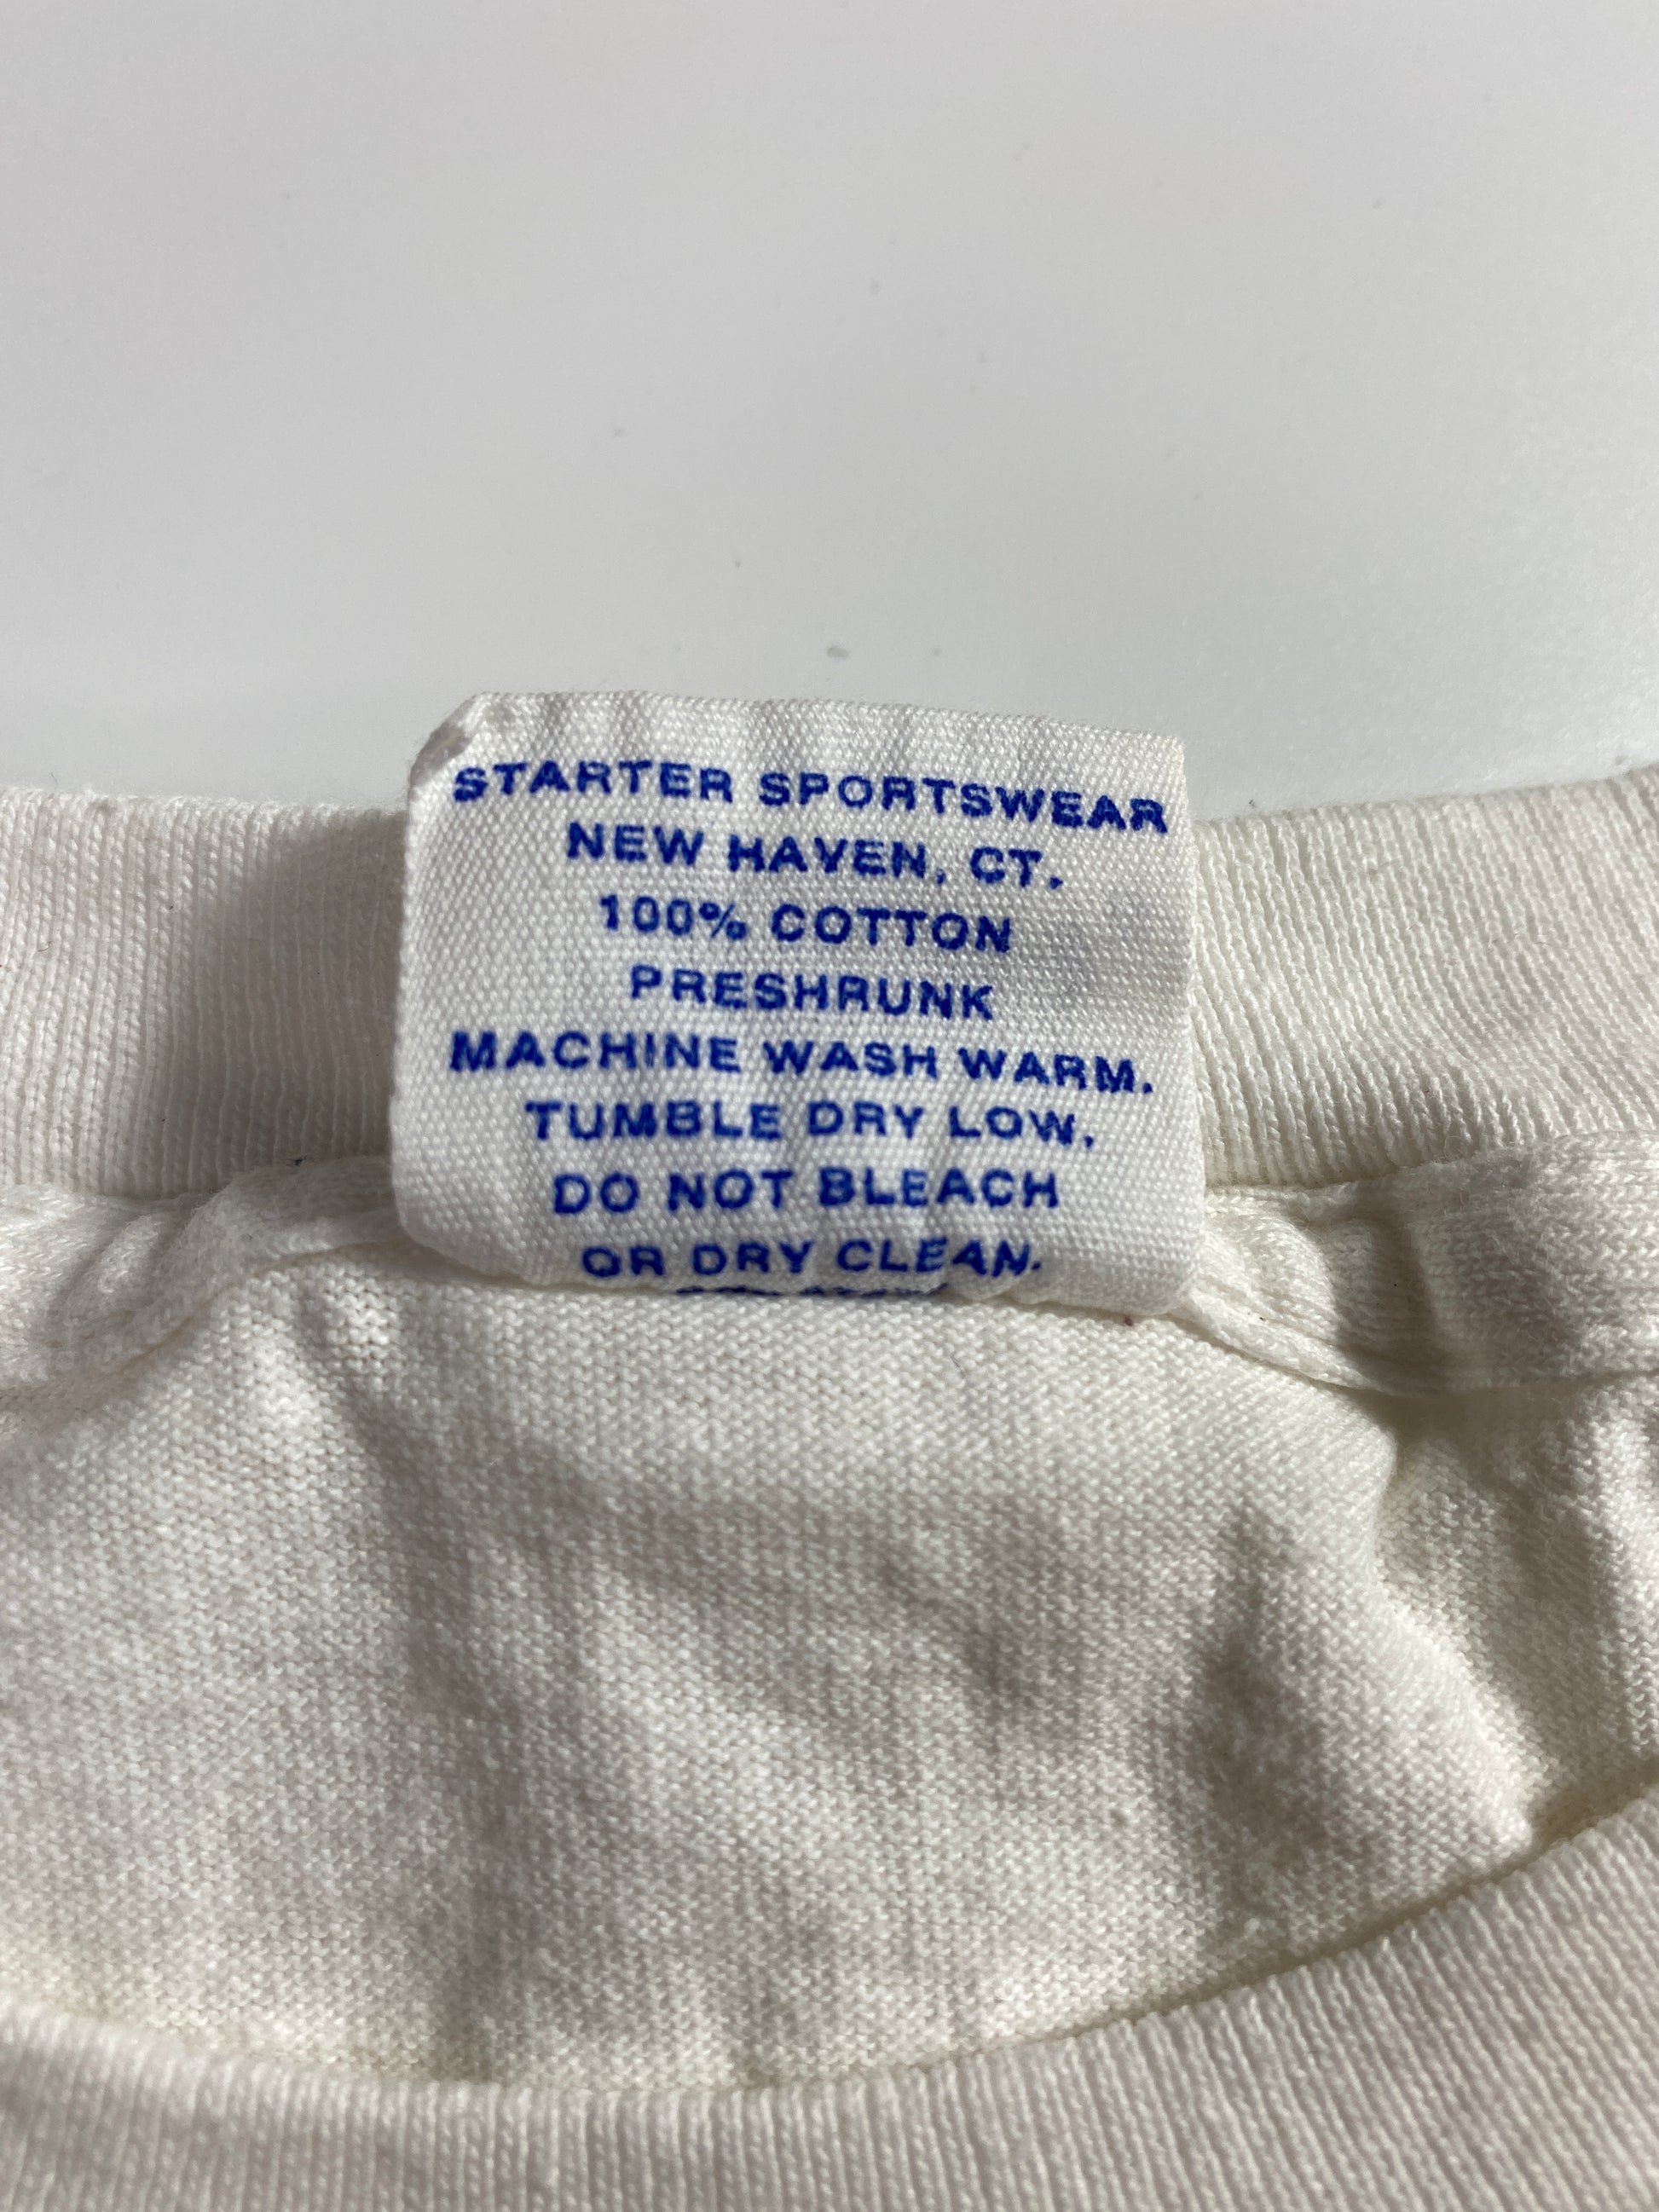 STARTER SPORTSWEAR
NEW HAVEN, CT.
100% COTTON
PRESHRUNK
MACHINE WASH WARM.
TUMBLE DRY LOW,
DO NOT BLEACH
OR DRY CLEAN.